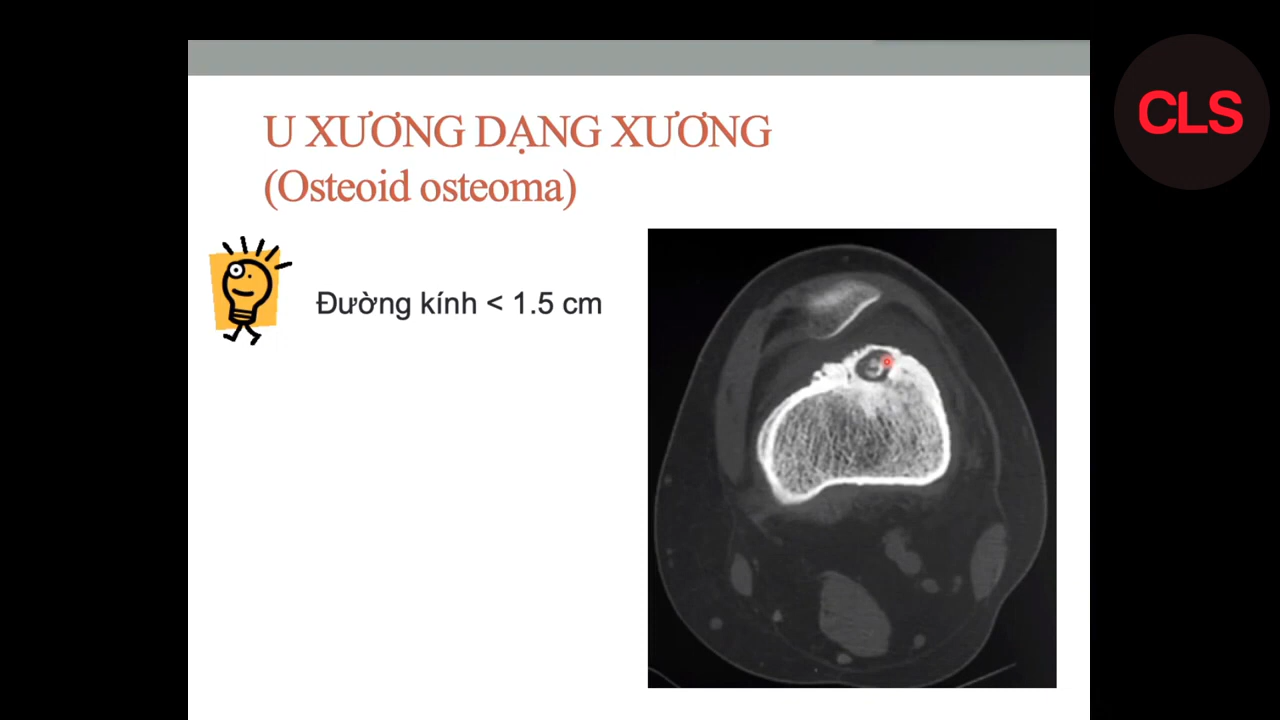 U XƯƠNG DẠNG XƯƠNG
(Osteoid osteoma)
Đường kính < 1.5 cm
CLS